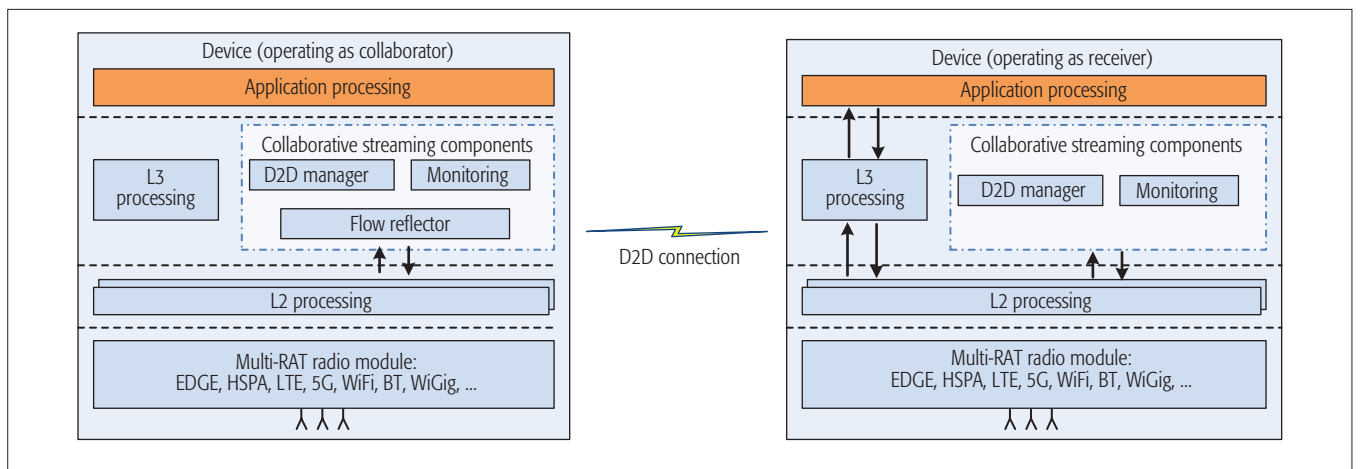 Device (operating as collaborator)
Application processing
Collaborative streaming components
L3
processing
D2D manager
Monitoring
Flow reflector
L2 processing
Multi-RAT radio module:
EDGE, HSPA, LTE, 5G, WiFi, BT, WiGig, ...
D2D connection
Device (operating as receiver)
Application processing
Collaborative streaming components
L3
processing
D2D manager
Monitoring
L2 processing
Multi-RAT radio module:
EDGE, HSPA, LTE, 5G, WiFi, BT, WiGig, ...